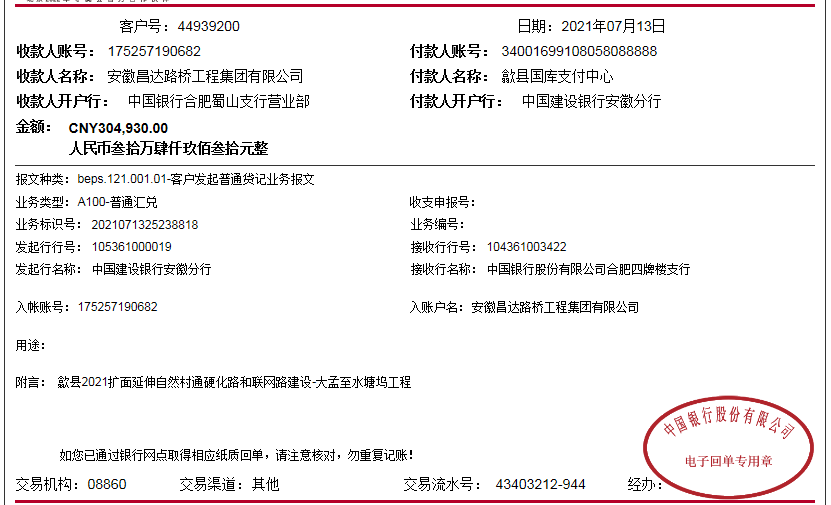 客户号：44939200 日期：2021年07月13日
收款人账号：175257190682 付款人账号：34001699108058088888
收款人名称：安徽昌达路桥工程集团有限公司 付款人名称：歙县国库支付中心
收款人开户行：中国银行合肥蜀山支行营业部 付款人开户行：中国建设银行安徽分行
金额：CNY304,930.00
人民币叁拾万肆仟玖佰叁拾元整
报文种类：beps.121.001.01-客户发起普通贷记业务报文
业务类型：A100-普通汇兑 收支申报号：
业务标识号：2021071325238818 业务编号：
发起行行号：105361000019 接收行行号：104361003422
发起行名称：中国建设银行安徽分行 接收行名称：中国银行股份有限公司合肥四牌楼支行
入帐账号：175257190682 入账户名：安徽昌达路桥工程集团有限公司
用途：
附言：歙县2021扩面延伸自然村通硬化路和联网路建设-大孟至水塘坞工程
中国银行股份有限公司
电子回单专用章
如您已通过银行网点取得相应纸质回单，请注意核对，勿重复记账！
交易机构：08860 交易渠道：其他 交易流水号：43403212-944 经办：